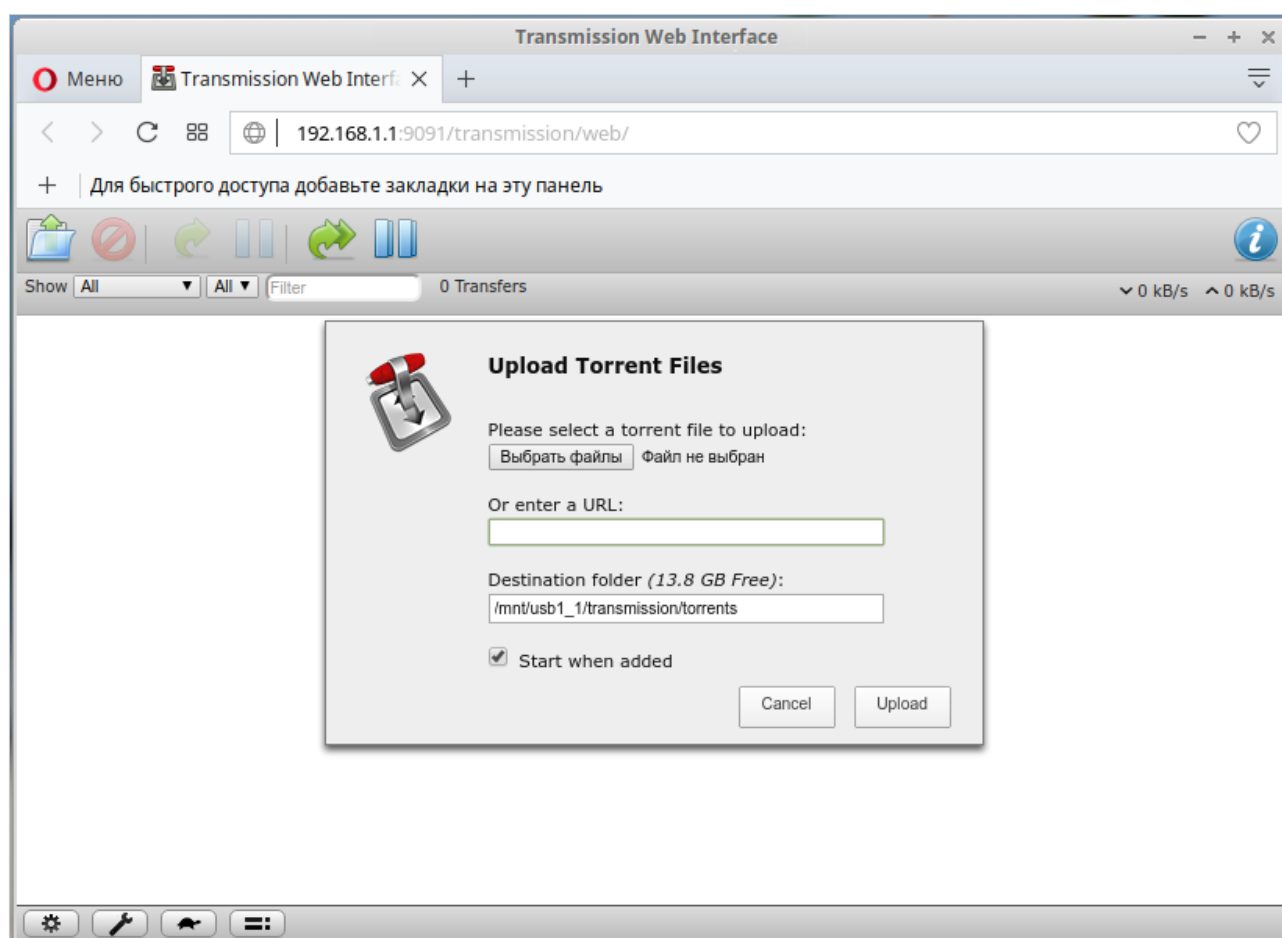 Transmission Web Interface
Меню
Transmission Web Interfa
192.168.1.1:9091/transmission/web/
Для быстрого доступа добавьте закладки на эту панель
Show All All Filter 0 Transfers 0 kB/s 0 kB/s
Upload Torrent Files
Please select a torrent file to upload:
Выбрать файлы Файл не выбран
Or enter a URL:
Destination folder (13.8 GB Free):
/mnt/usb1_1/transmission/torrents
Start when added
Cancel Upload